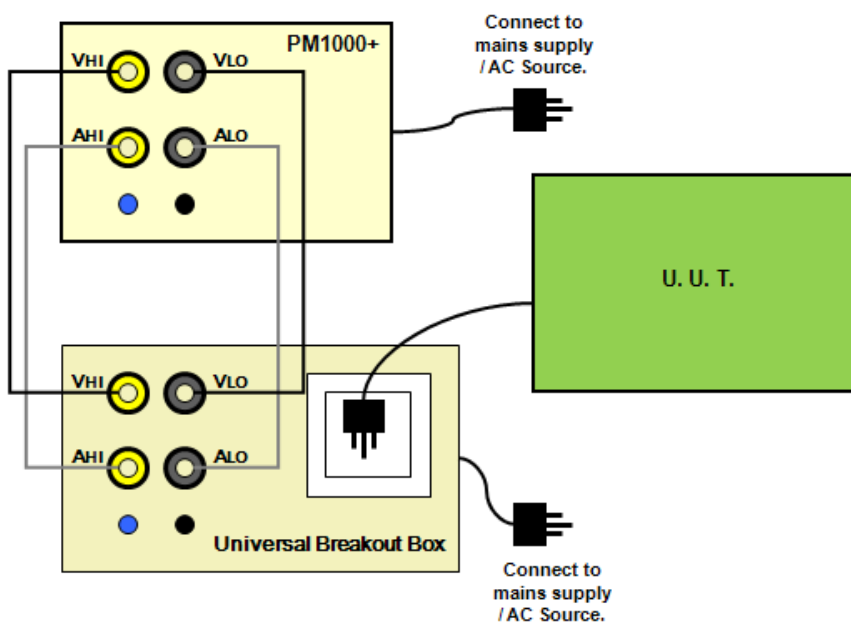 Connect to
mains supply
/ AC Source.
PM1000+
VHI
VLO
AHI
ALO
U. U. T.
VHI
VLO
AHI
ALO
Universal Breakout Box
Connect to
mains supply
/ AC Source.